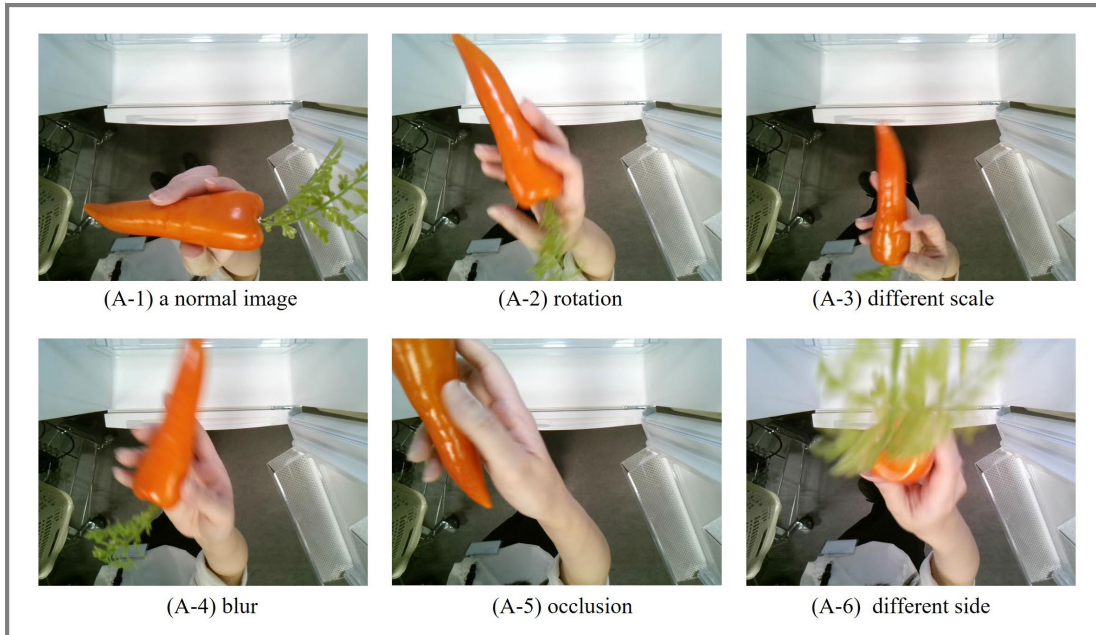 (A-1) a normal image
(A-2) rotation
(A-3) different scale
(A-4) blur
(A-5) occlusion
(A-6) different side